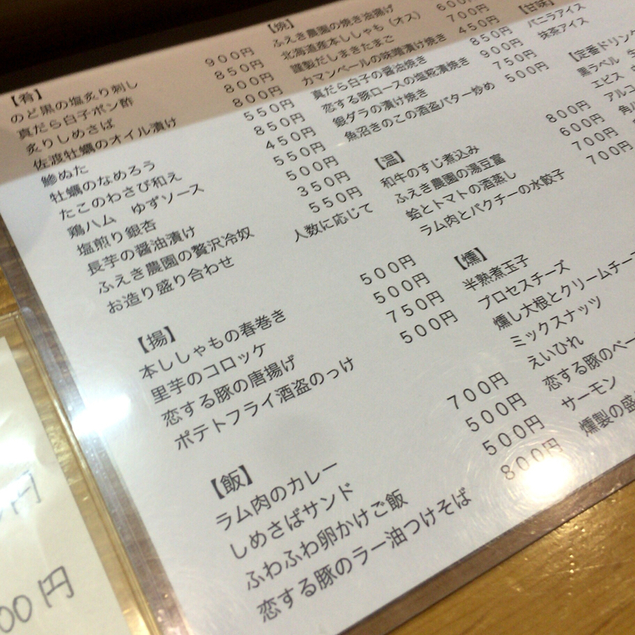 【肴】
のど黒の塩炙り刺し 900円
真だら白子ポン酢 850円
炙りしめさば 800円
佐渡牡蠣のオイル漬け 800円
鯵ぬた 550円
牡蠣のなめろう 850円
たこのわさび和え 450円
鶏ハム ゆずソース 550円
塩煎り銀杏 500円
長芋の醤油漬け 350円
ふえき農園の贅沢冷奴 550円
お造り盛り合わせ 人数に応じて
【揚】
本ししゃもの春巻き 500円
里芋のコロッケ 500円
恋する豚の唐揚げ 750円
ポテトフライ酒盗のっけ 500円
【飯】
ラム肉のカレー 700円
しめさばサンド 500円
ふわふわ卵かけご飯 500円
恋する豚のラー油つけそば 800円
【焼】
ふえき農園の焼き油揚げ 600円
北海道産本ししゃも（オス） 700円
謹製だしまきたまご 450円
カマンベールの味噌漬け焼き
真だら白子の醤油焼き 850円
恋する豚ロースの塩糀漬焼き 900円
銀ダラの漬け焼き 750円
魚沼きのこの酒盗バター炒め 500円
【温】
和牛のすじ煮込み 800円
ふえき農園の湯豆富 600円
蛤とトマトの酒蒸し 700円
ラム肉とパクチーの水餃子 700円
【燻】
半熟煮玉子
プロセスチーズ
燻し大根とクリームチー
ミックスナッツ
えいひれ
恋する豚のベー
サーモン
燻製の盛
【甘味】
バニラアイス
抹茶アイス
【定番ドリン
黒ラベル
エビス
アルコ
角
円
00円